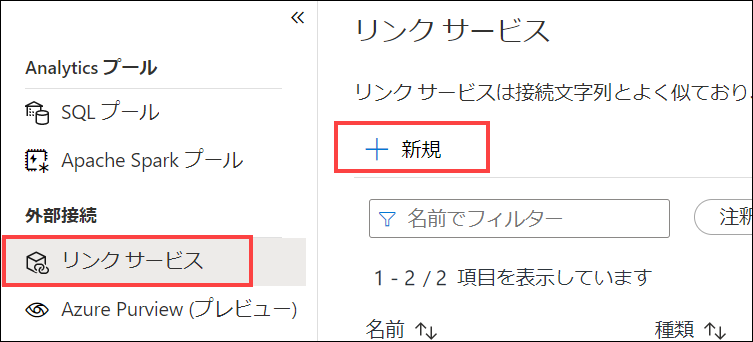 «
Analytics プール
SQL プール
Apache Spark プール
外部接続
リンク サービス
Azure Purview (プレビュー)
リンク サービス
リンク サービスは接続文字列とよく似ており、
+ 新規
名前でフィルター
注釈
1 - 2 / 2 項目を表示しています
名前 ↑↓ 種類 ↑↓